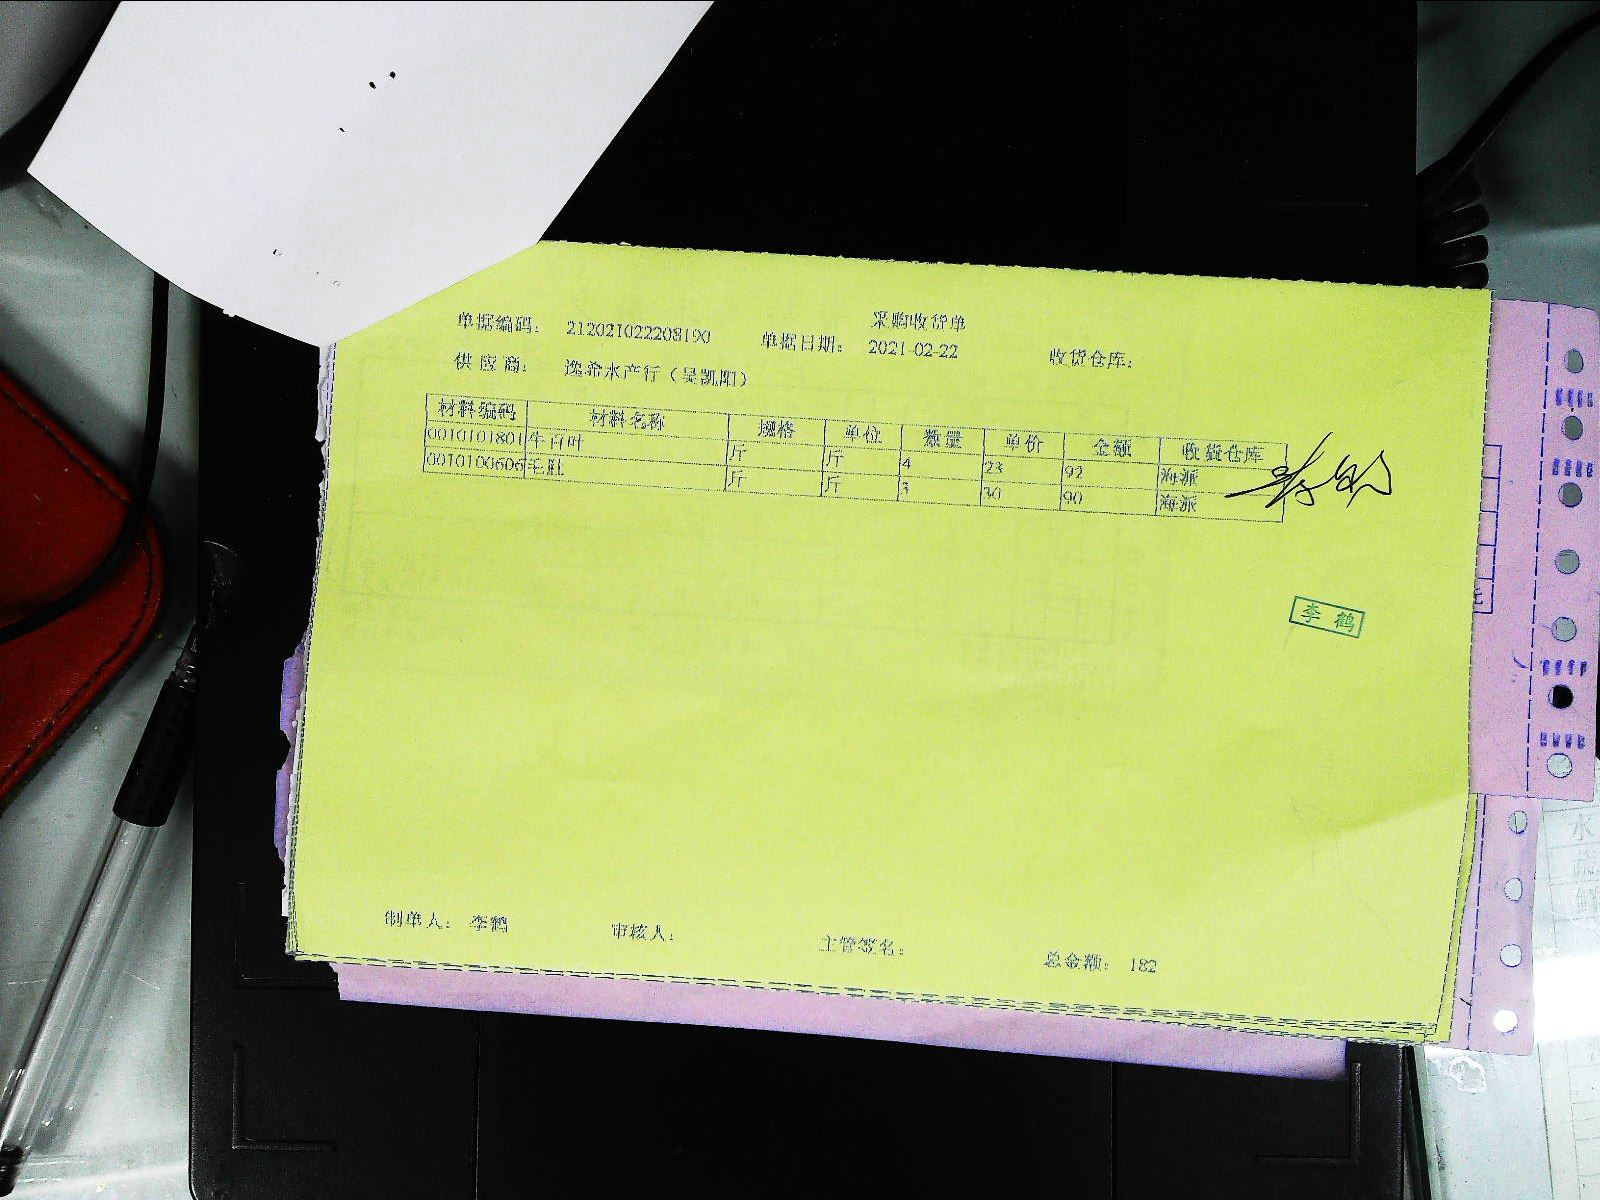 采购收货单
单据编码: 212021022208190 单据日期: 2021-02-22 收货仓库:
供应商: 逸希水产行(吴凯阳)
材料编码 材料名称 规格 单位 数量 单价 金额 收货仓库
0010101801 牛百叶 斤 斤 4 23 92 海派
0010100606 毛肚 斤 斤 3 30 90 海派
李鹤
制单人: 李鹤 审核人: 主管签名: 总金额: 182